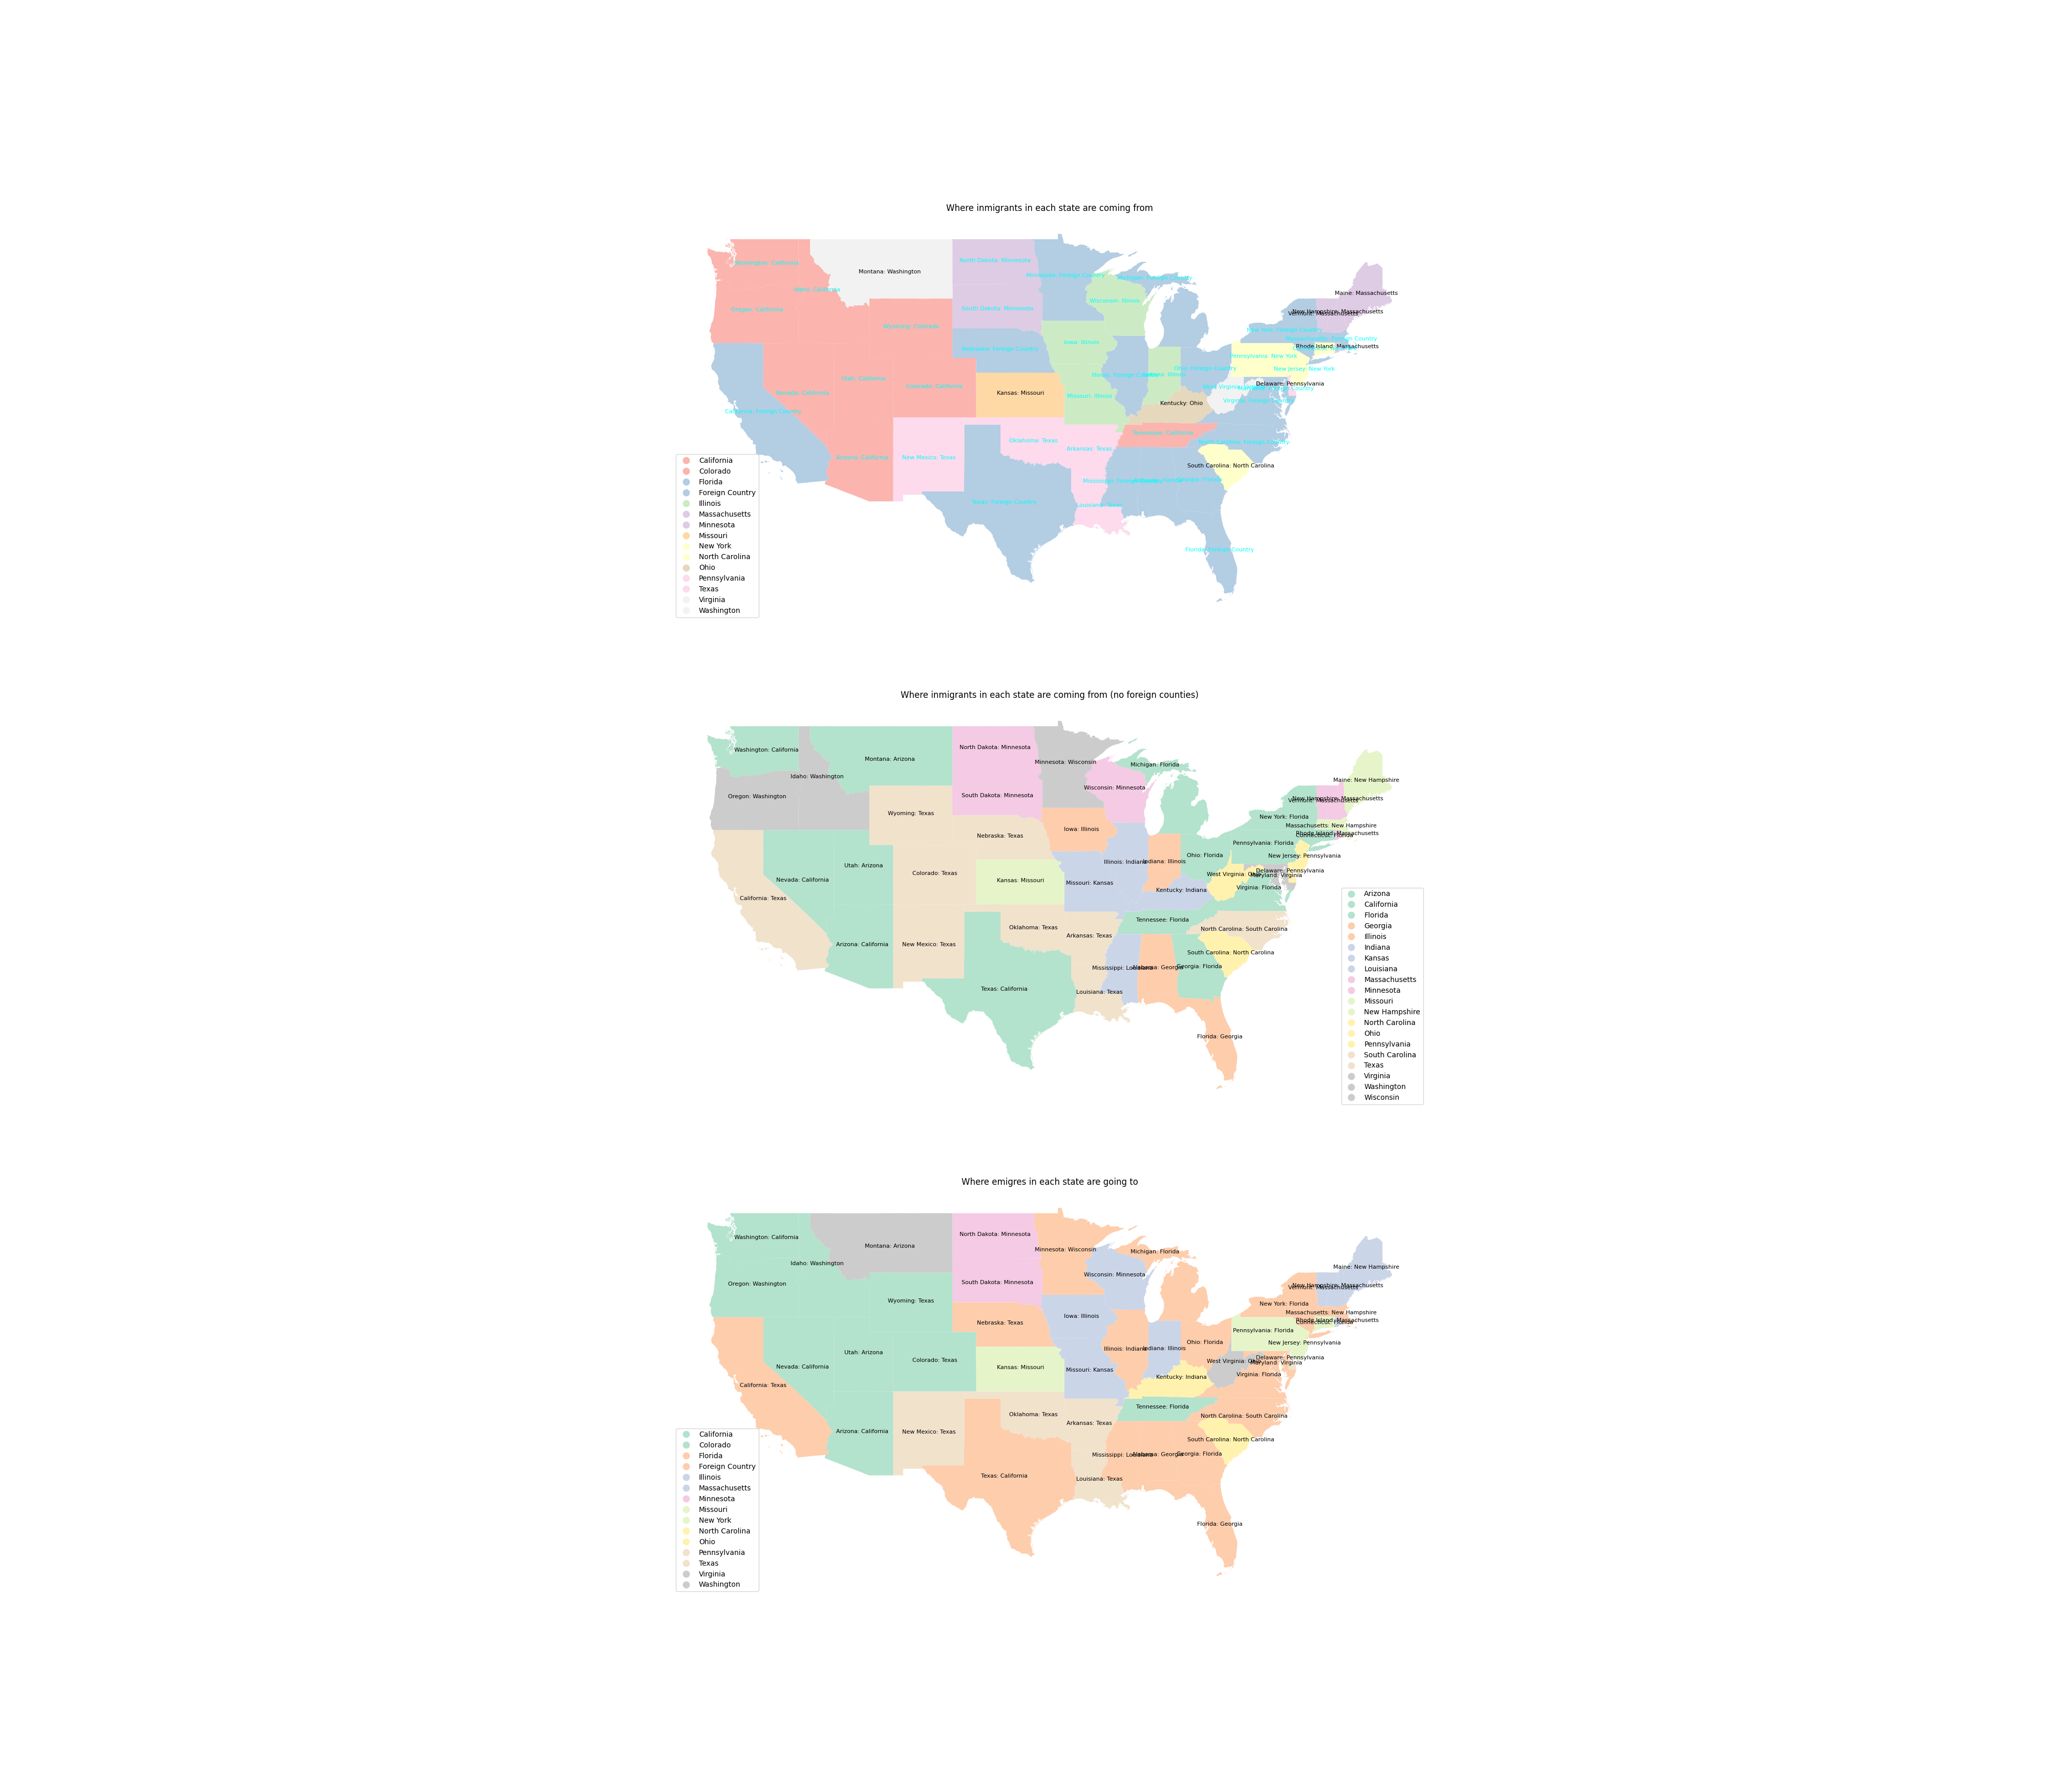 Where inmigrants in each state are coming from
Washington: California
Montana: Washington
North Dakota: Minnesota
Minnesota: Foreign Country
Michigan: Foreign Country
Idaho: California
Oregon: California
Wyoming: Colorado
South Dakota: Minnesota
Wisconsin: Illinois
Maine: Massachusetts
New Hampshire: Massachusetts
Vermont: Massachusetts
New York: Foreign Country
Massachusetts: Foreign Country
Rhode Island: Massachusetts
Nebraska: Foreign Country
Iowa: Illinois
Pennsylvania: New York
New Jersey: New York
Ohio: Foreign Country
Illinois: Foreign Country
Indiana: Illinois
Utah: California
Colorado: California
Nevada: California
Kansas: Missouri
Missouri: Illinois
Kentucky: Ohio
Delaware: Pennsylvania
Virginia: Foreign Country
California: Foreign Country
Tennessee: California
North Carolina: Foreign Country
Oklahoma: Texas
Arkansas: Texas
Arizona: California
New Mexico: Texas
South Carolina: North Carolina
Mississippi: Foreign Country
Georgia: Florida
Texas: Foreign Country
Louisiana: Texas
Florida: Foreign Country
California
Colorado
Florida
Foreign Country
Illinois
Massachusetts
Minnesota
Missouri
New York
North Carolina
Ohio
Pennsylvania
Texas
Virginia
Washington
Where inmigrants in each state are coming from (no foreign counties)
Washington: California
Montana: Arizona
North Dakota: Minnesota
Minnesota: Wisconsin
Michigan: Florida
Idaho: Washington
Oregon: Washington
Wyoming: Texas
South Dakota: Minnesota
Wisconsin: Minnesota
Maine: New Hampshire
New Hampshire: Massachusetts
Vermont: Massachusetts
New York: Florida
Massachusetts: New Hampshire
Rhode Island: Massachusetts
Connecticut: Florida
Nebraska: Texas
Iowa: Illinois
Pennsylvania: Florida
New Jersey: Pennsylvania
Ohio: Florida
Illinois: Indiana
Indiana: Illinois
Utah: Arizona
Colorado: Texas
Nevada: California
Kansas: Missouri
Missouri: Kansas
Kentucky: Indiana
West Virginia: Ohio
Delaware: Pennsylvania
Maryland: Virginia
Virginia: Florida
California: Texas
Tennessee: Florida
North Carolina: South Carolina
Oklahoma: Texas
Arkansas: Texas
Arizona: California
New Mexico: Texas
South Carolina: North Carolina
Mississippi: Louisiana
Alabama: Georgia
Georgia: Florida
Texas: California
Louisiana: Texas
Florida: Georgia
Arizona
California
Florida
Georgia
Illinois
Indiana
Kansas
Louisiana
Massachusetts
Minnesota
Missouri
New Hampshire
North Carolina
Ohio
Pennsylvania
South Carolina
Texas
Virginia
Washington
Wisconsin
Where emigres in each state are going to
Washington: California
Montana: Arizona
North Dakota: Minnesota
Minnesota: Wisconsin
Michigan: Florida
Idaho: Washington
Oregon: Washington
Wyoming: Texas
South Dakota: Minnesota
Wisconsin: Minnesota
Maine: New Hampshire
New Hampshire: Massachusetts
Vermont: Massachusetts
New York: Florida
Massachusetts: New Hampshire
Rhode Island: Massachusetts
Connecticut: Florida
Nebraska: Texas
Iowa: Illinois
Pennsylvania: Florida
New Jersey: Pennsylvania
Ohio: Florida
Illinois: Indiana
Indiana: Illinois
Utah: Arizona
Colorado: Texas
Nevada: California
Kansas: Missouri
Missouri: Kansas
Kentucky: Indiana
West Virginia: Ohio
Delaware: Pennsylvania
Maryland: Virginia
Virginia: Florida
California: Texas
Tennessee: Florida
North Carolina: South Carolina
Oklahoma: Texas
Arkansas: Texas
Arizona: California
New Mexico: Texas
South Carolina: North Carolina
Mississippi: Louisiana
Alabama: Georgia
Georgia: Florida
Texas: California
Louisiana: Texas
Florida: Georgia
California
Colorado
Florida
Foreign Country
Illinois
Massachusetts
Minnesota
Missouri
New York
North Carolina
Ohio
Pennsylvania
Texas
Virginia
Washington